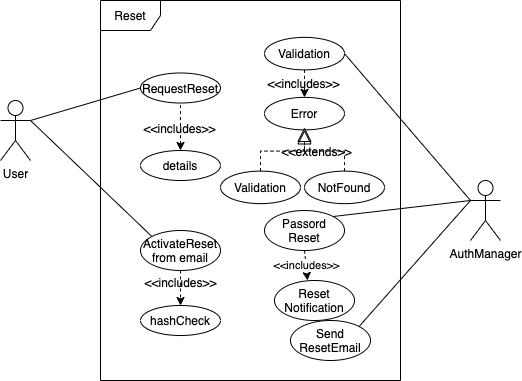 Reset
Validation
RequestReset
<<includes>>
Error
<<includes>>
<<extends>>
details
User
Validation
NotFound
Passord
Reset
ActivateReset
from email
AuthManager
<<includes>>
<<includes>>
Reset
Notification
hashCheck
Send
ResetEmail